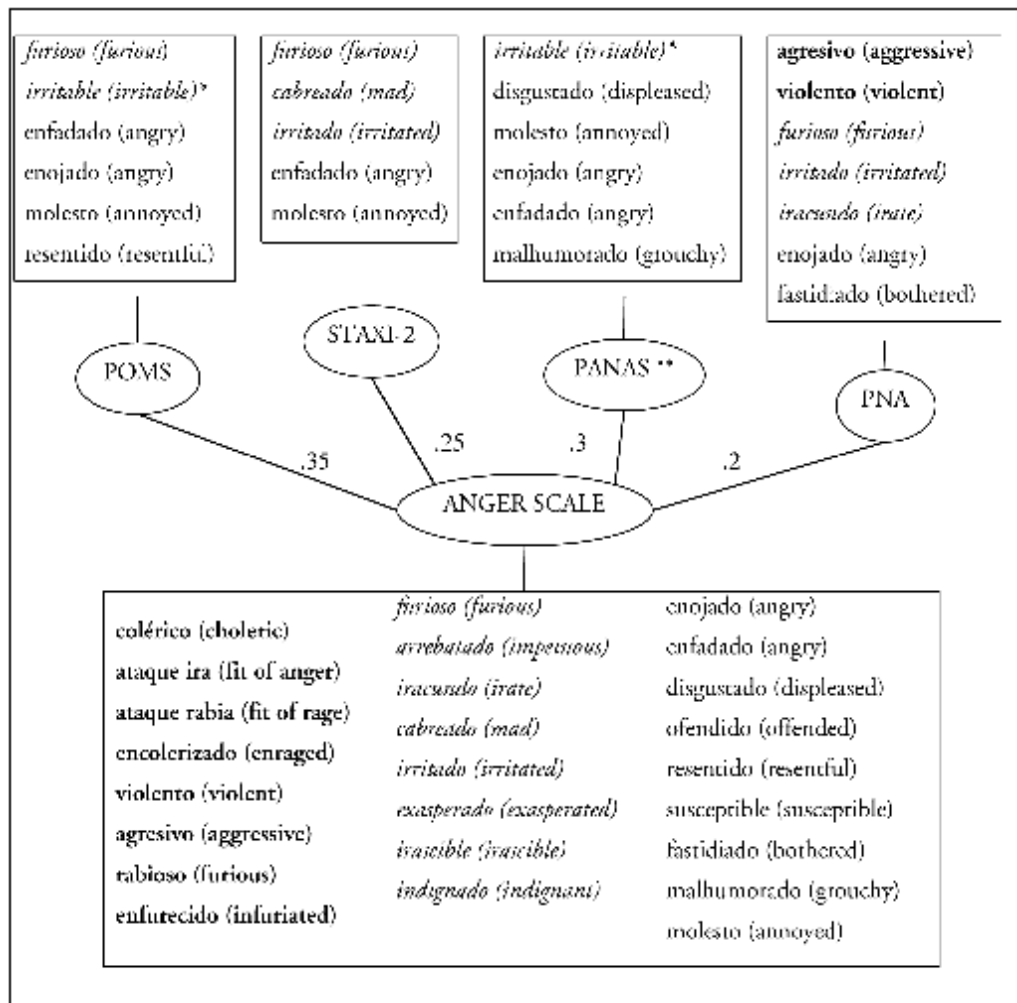 furioso (furious)
irritable (irritable)*
enfadado (angry)
enojado (angry)
molesto (annoyed)
resentido (resentful)
furioso (furious)
cabreado (mad)
irritado (irritated)
enfadado (angry)
molesto (annoyed)
irritable (irritable)*
disgustado (displeased)
molesto (annoyed)
enojado (angry)
enfadado (angry)
malhumorado (grouchy)
agresivo (aggressive)
violento (violent)
furioso (furious)
irritado (irritated)
iracundo (irate)
enojado (angry)
fastidiado (bothered)
POMS
STAXI-2
PANAS **
PNA
.35
.25
.3
.2
ANGER SCALE
colérico (choleric)
ataque ira (fit of anger)
ataque rabia (fit of rage)
encolerizado (enraged)
violento (violent)
agresivo (aggressive)
rabioso (furious)
enfurecido (infuriated)
furioso (furious)
arrebatado (impetuous)
iracundo (irate)
cabreado (mad)
irritado (irritated)
exasperado (exasperated)
irascible (irascible)
indignado (indignant)
enojado (angry)
enfadado (angry)
disgustado (displeased)
ofendido (offended)
resentido (resentful)
susceptible (susceptible)
fastidiado (bothered)
malhumorado (grouchy)
molesto (annoyed)